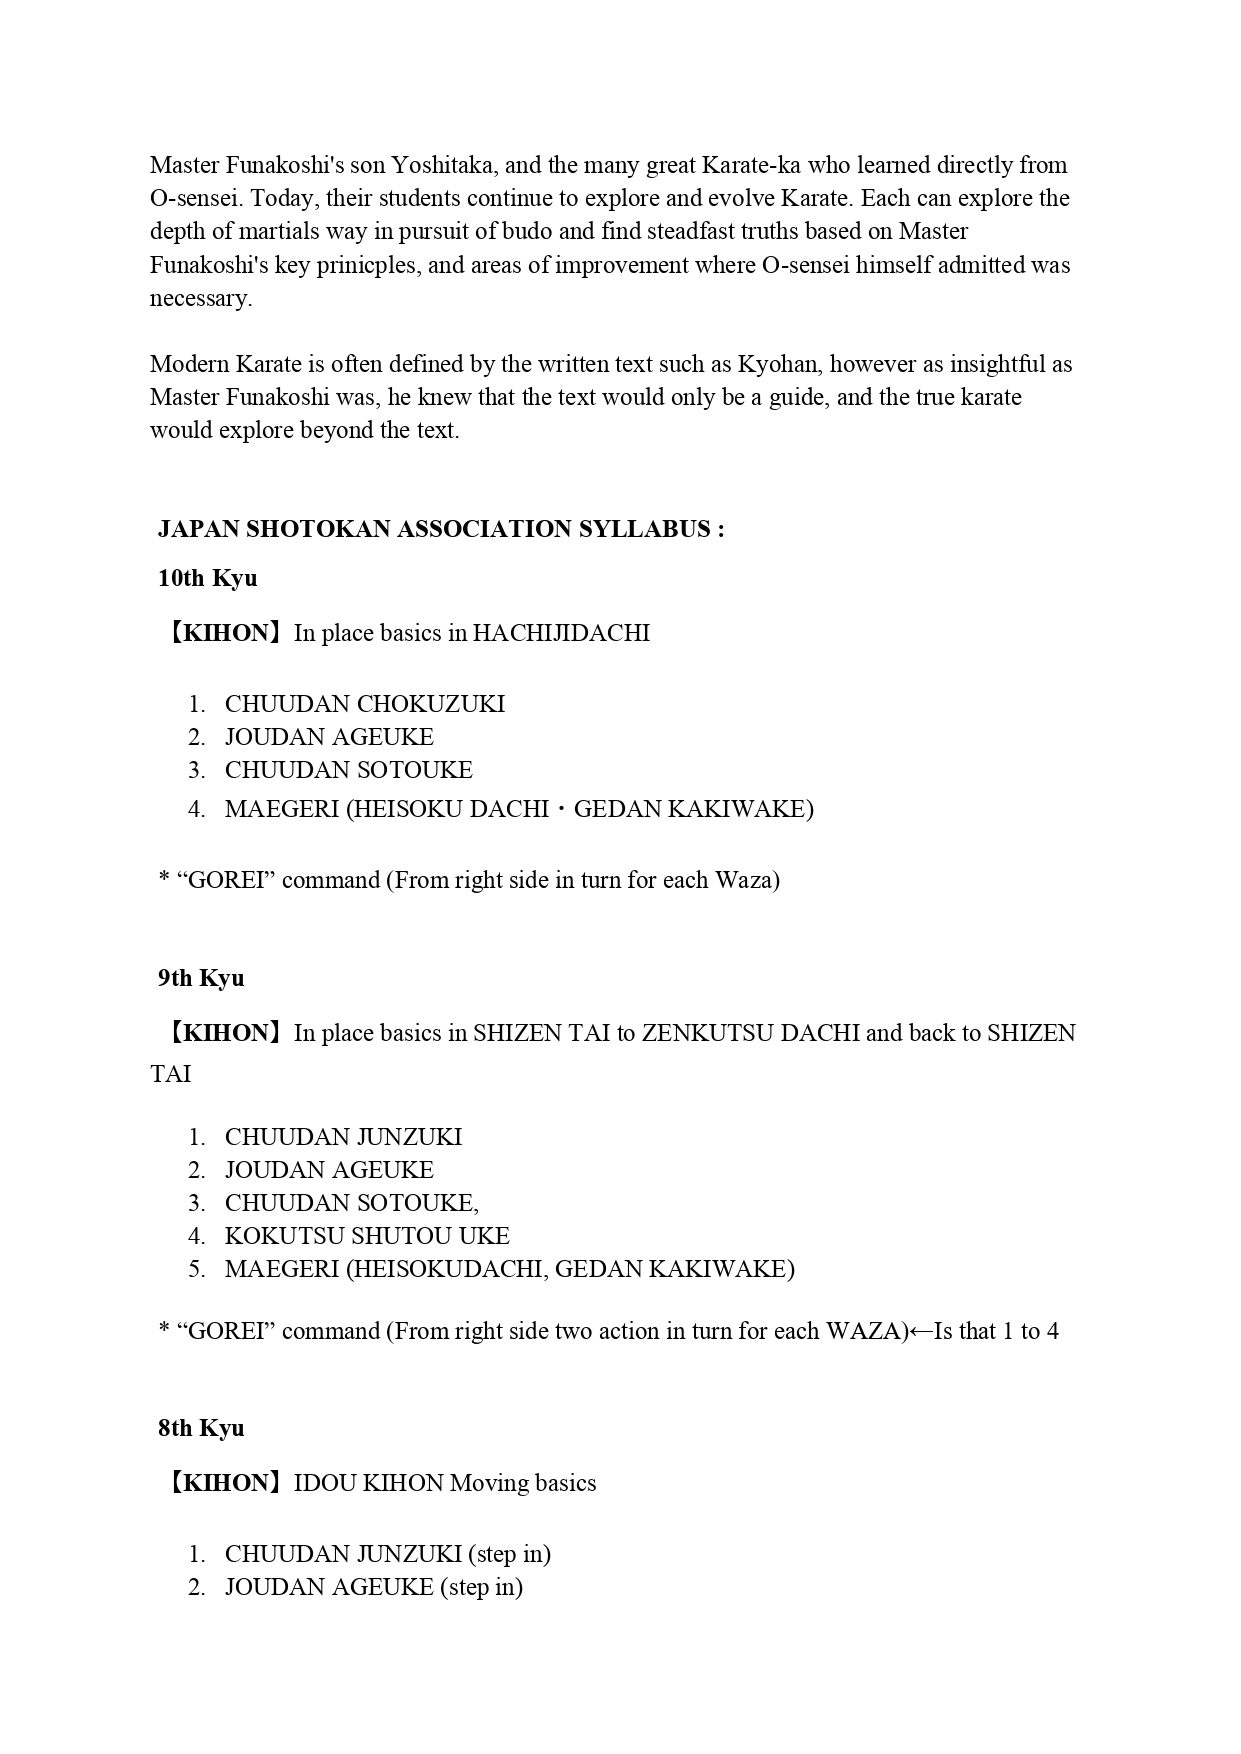 Master Funakoshi's son Yoshitaka, and the many great Karate-ka who learned directly from
O-sensei. Today, their students continue to explore and evolve Karate. Each can explore the
depth of martials way in pursuit of budo and find steadfast truths based on Master
Funakoshi's key prinicples, and areas of improvement where O-sensei himself admitted was
necessary.
Modern Karate is often defined by the written text such as Kyohan, however as insightful as
Master Funakoshi was, he knew that the text would only be a guide, and the true karate
would explore beyond the text.
JAPAN SHOTOKAN ASSOCIATION SYLLABUS :
10th Kyu
【KIHON】In place basics in HACHIJIDACHI
1. CHUUDAN CHOKUZUKI
2. JOUDAN AGEUKE
3. CHUUDAN SOTOUKE
4. MAEGERI (HEISOKU DACHI・GEDAN KAKIWAKE)
* “GOREI” command (From right side in turn for each Waza)
9th Kyu
【KIHON】In place basics in SHIZEN TAI to ZENKUTSU DACHI and back to SHIZEN
TAI
1. CHUUDAN JUNZUKI
2. JOUDAN AGEUKE
3. CHUUDAN SOTOUKE,
4. KOKUTSU SHUTOU UKE
5. MAEGERI (HEISOKUDACHI, GEDAN KAKIWAKE)
* “GOREI” command (From right side two action in turn for each WAZA)←Is that 1 to 4
8th Kyu
【KIHON】IDOU KIHON Moving basics
1. CHUUDAN JUNZUKI (step in)
2. JOUDAN AGEUKE (step in)